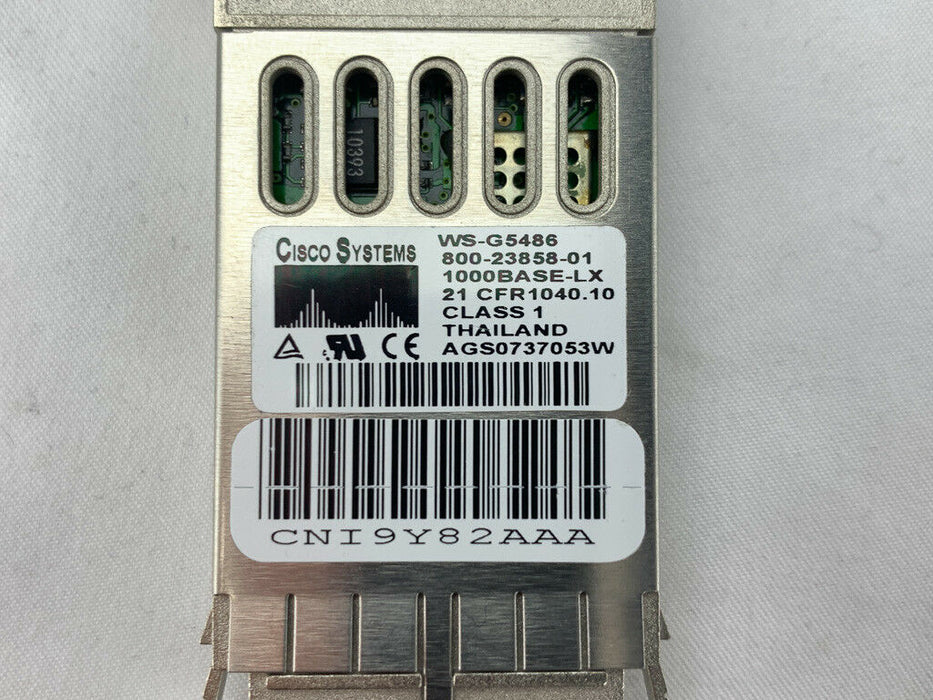 10393
CISCO SYSTEMS
WS-G5486
800-23858-01
1000BASE-LX
21 CFR1040.10
CLASS 1
THAILAND
AGS0737053W
CE
CNI9Y82AAA